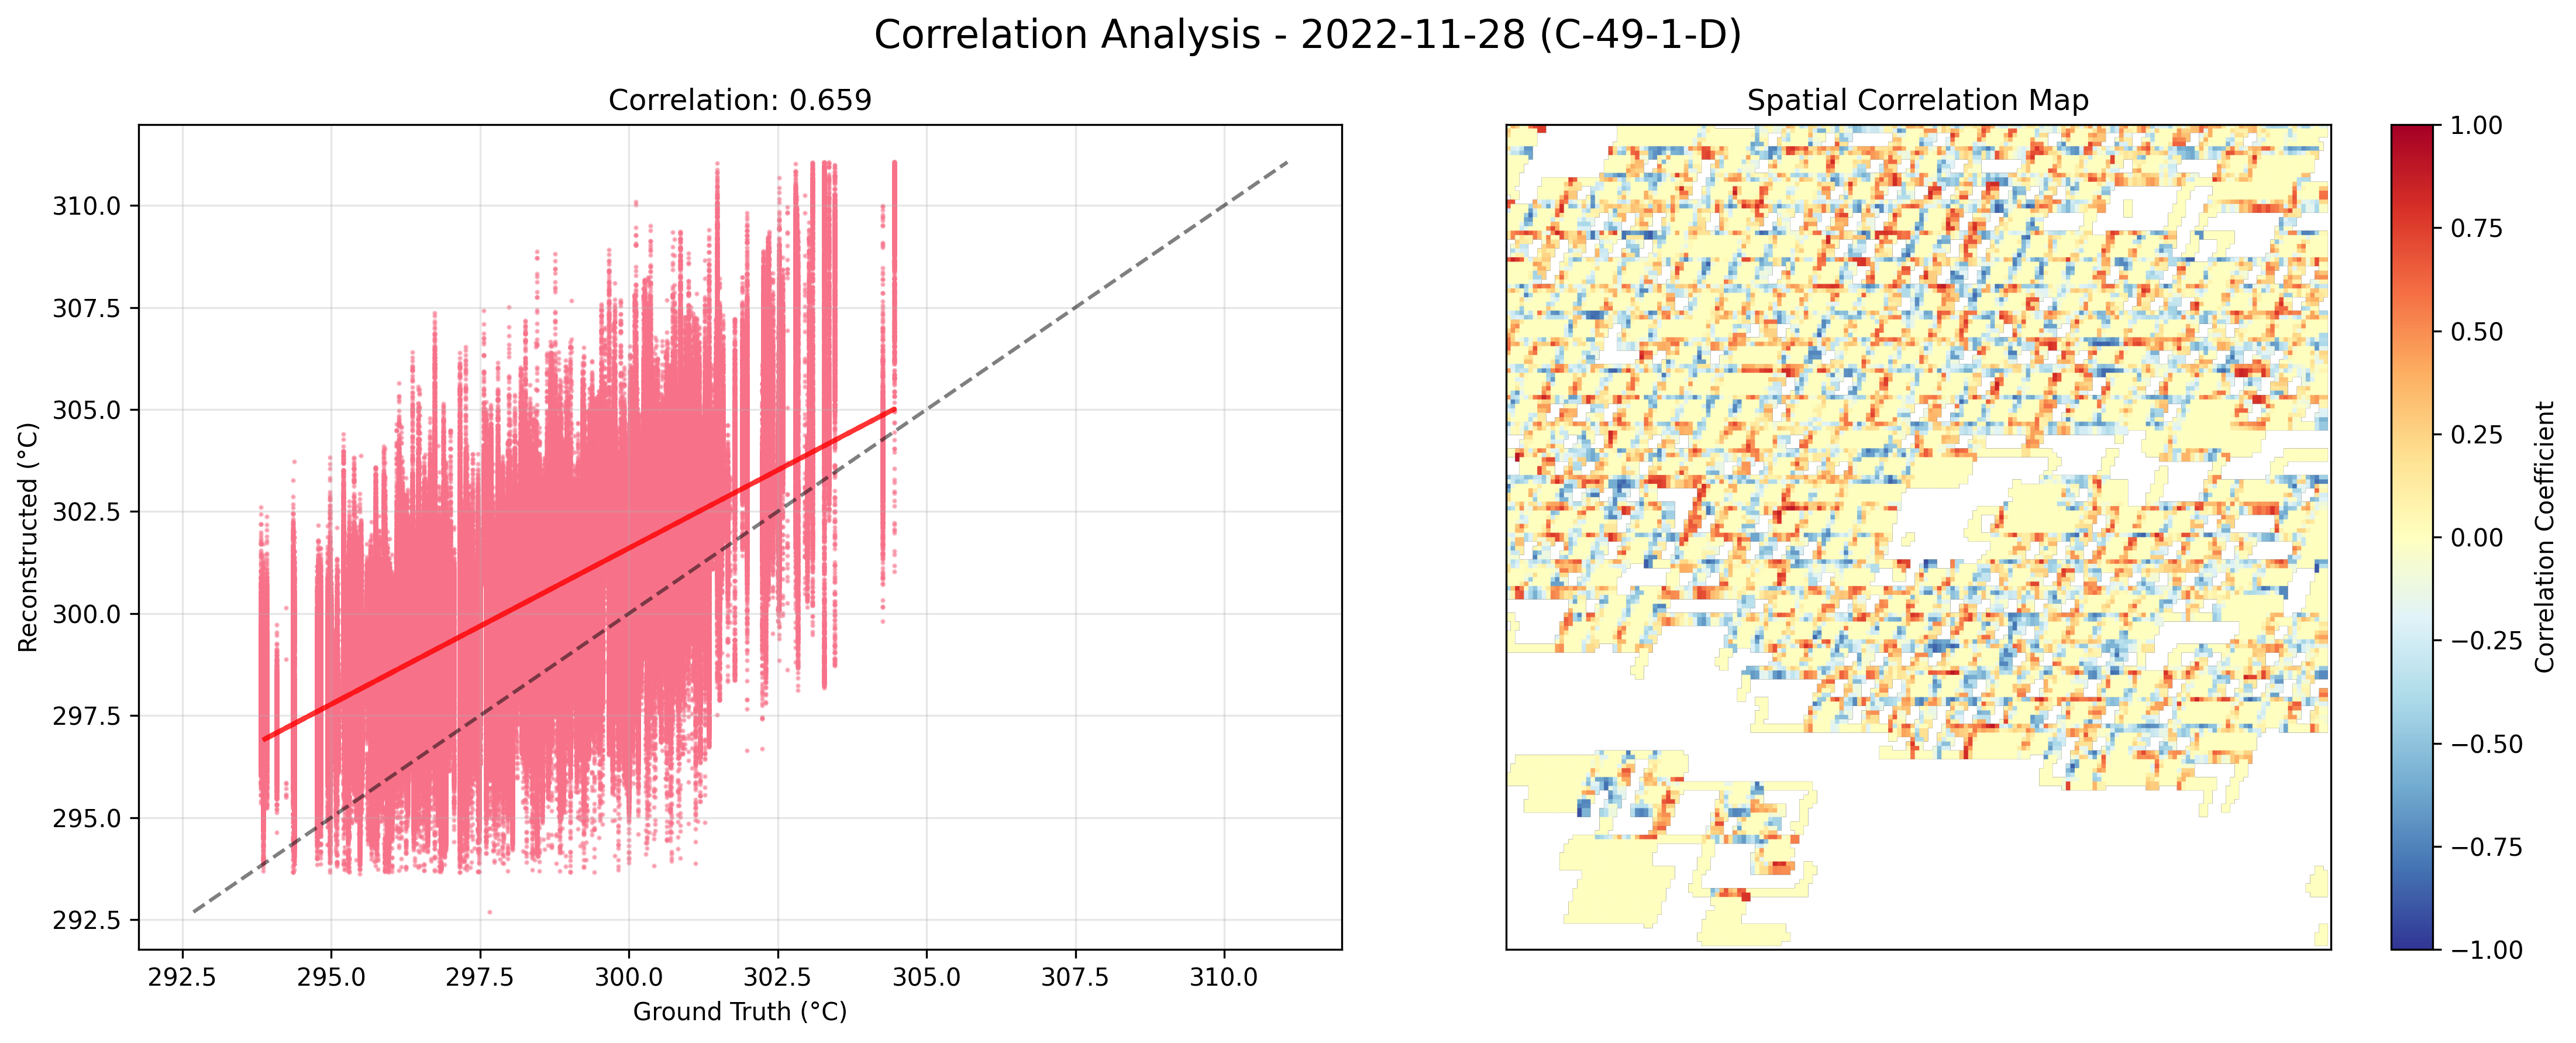 Correlation Analysis - 2022-11-28 (C-49-1-D)
Correlation: 0.659
Reconstructed (°C)
310.0
307.5
305.0
302.5
300.0
297.5
295.0
292.5
292.5 295.0 297.5 300.0 302.5 305.0 307.5 310.0
Ground Truth (°C)
Spatial Correlation Map
1.00
0.75
0.50
0.25
0.00
−0.25
−0.50
−0.75
−1.00
Correlation Coefficient